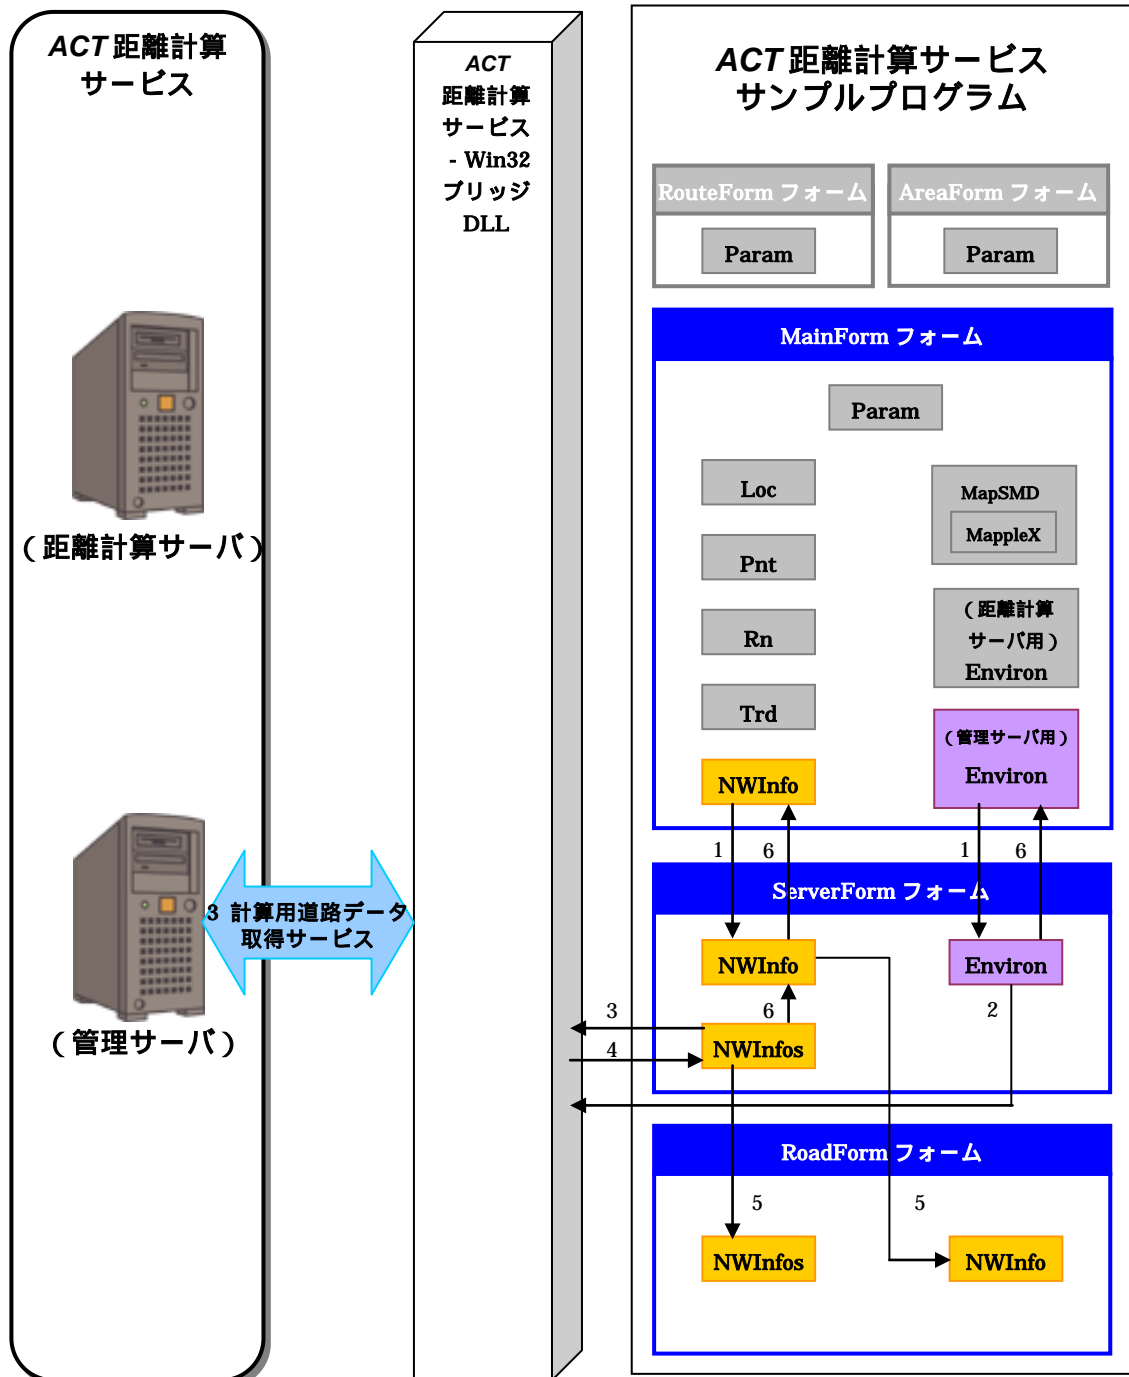 ACT 距離計算
サービス
(距離計算サーバ)
(管理サーバ)
3 計算用道路データ
取得サービス
ACT
距離計算
サービス
- Win32
ブリッジ
DLL
ACT 距離計算サービス
サンプルプログラム
RouteForm フォーム
Param
AreaForm フォーム
Param
MainForm フォーム
Param
Loc
Pnt
Rn
Trd
NWInfo
MapSMD
MappleX
(距離計算
サーバ用)
Environ
(管理サーバ用)
Environ
1
6
1
6
ServerForm フォーム
NWInfo
Environ
6
2
3
4
NWInfos
RoadForm フォーム
5
5
NWInfos
NWInfo